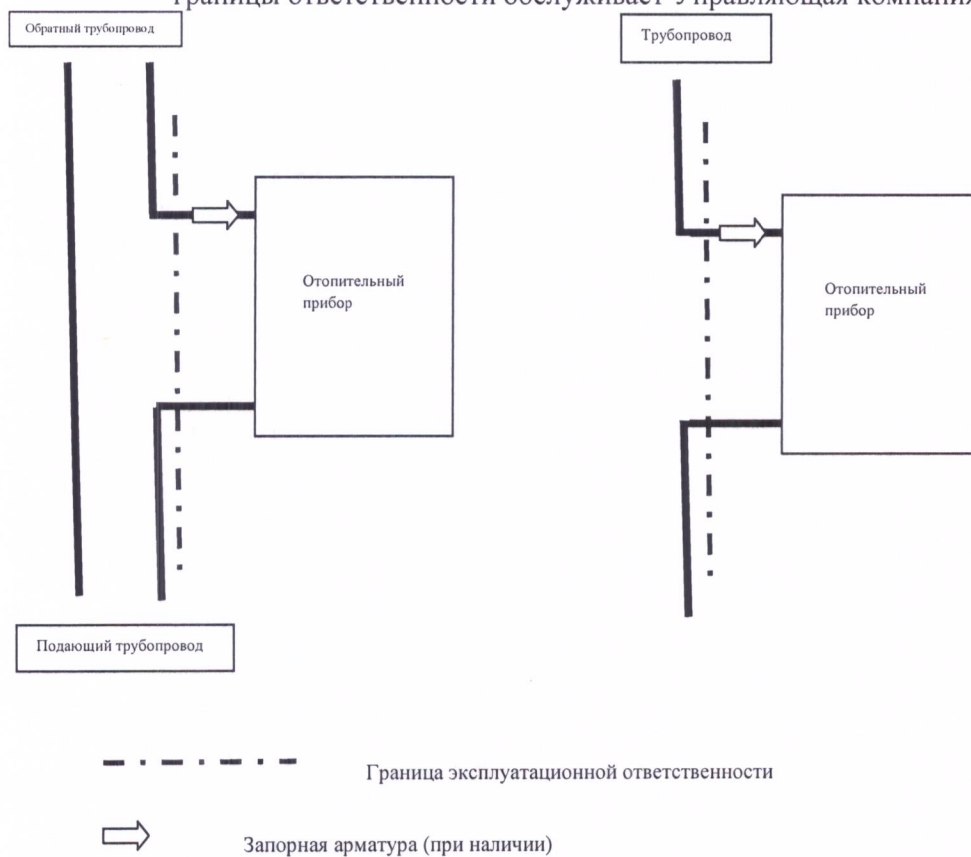 границы ответственности обслуживает Управляющая компания
Обратный трубопровод
Трубопровод
Отопительный
прибор
Отопительный
прибор
Подающий трубопровод
Граница эксплуатационной ответственности
Запорная арматура (при наличии)